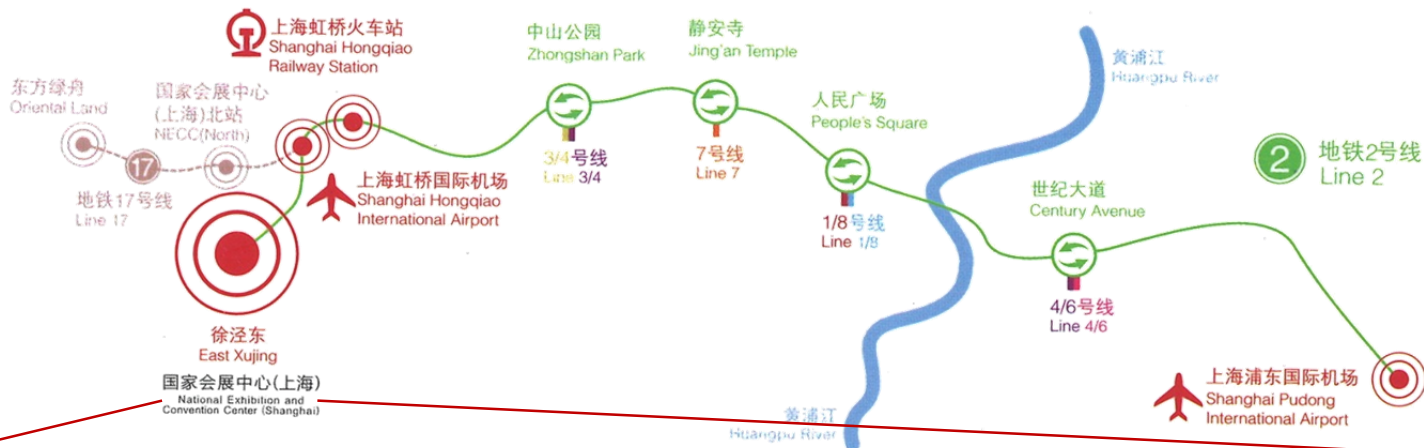 上海虹桥火车站
Shanghai Hongqiao
Railway Station
东方绿舟
Oriental Land
国家会展中心
(上海)北站
NECC(North)
17
地铁17号线
Line 17
上海虹桥国际机场
Shanghai Hongqiao
International Airport
徐泾东
East Xujing
国家会展中心(上海)
National Exhibition and
Convention Center (Shanghai)
中山公园
Zhongshan Park
3/4号线
Line 3/4
静安寺
Jing'an Temple
7号线
Line 7
人民广场
People's Square
1/8号线
Line 1/8
黄浦江
Huangpu River
世纪大道
Century Avenue
4/6号线
Line 4/6
2
地铁2号线
Line 2
上海浦东国际机场
Shanghai Pudong
International Airport
黄浦江
Huangpu River